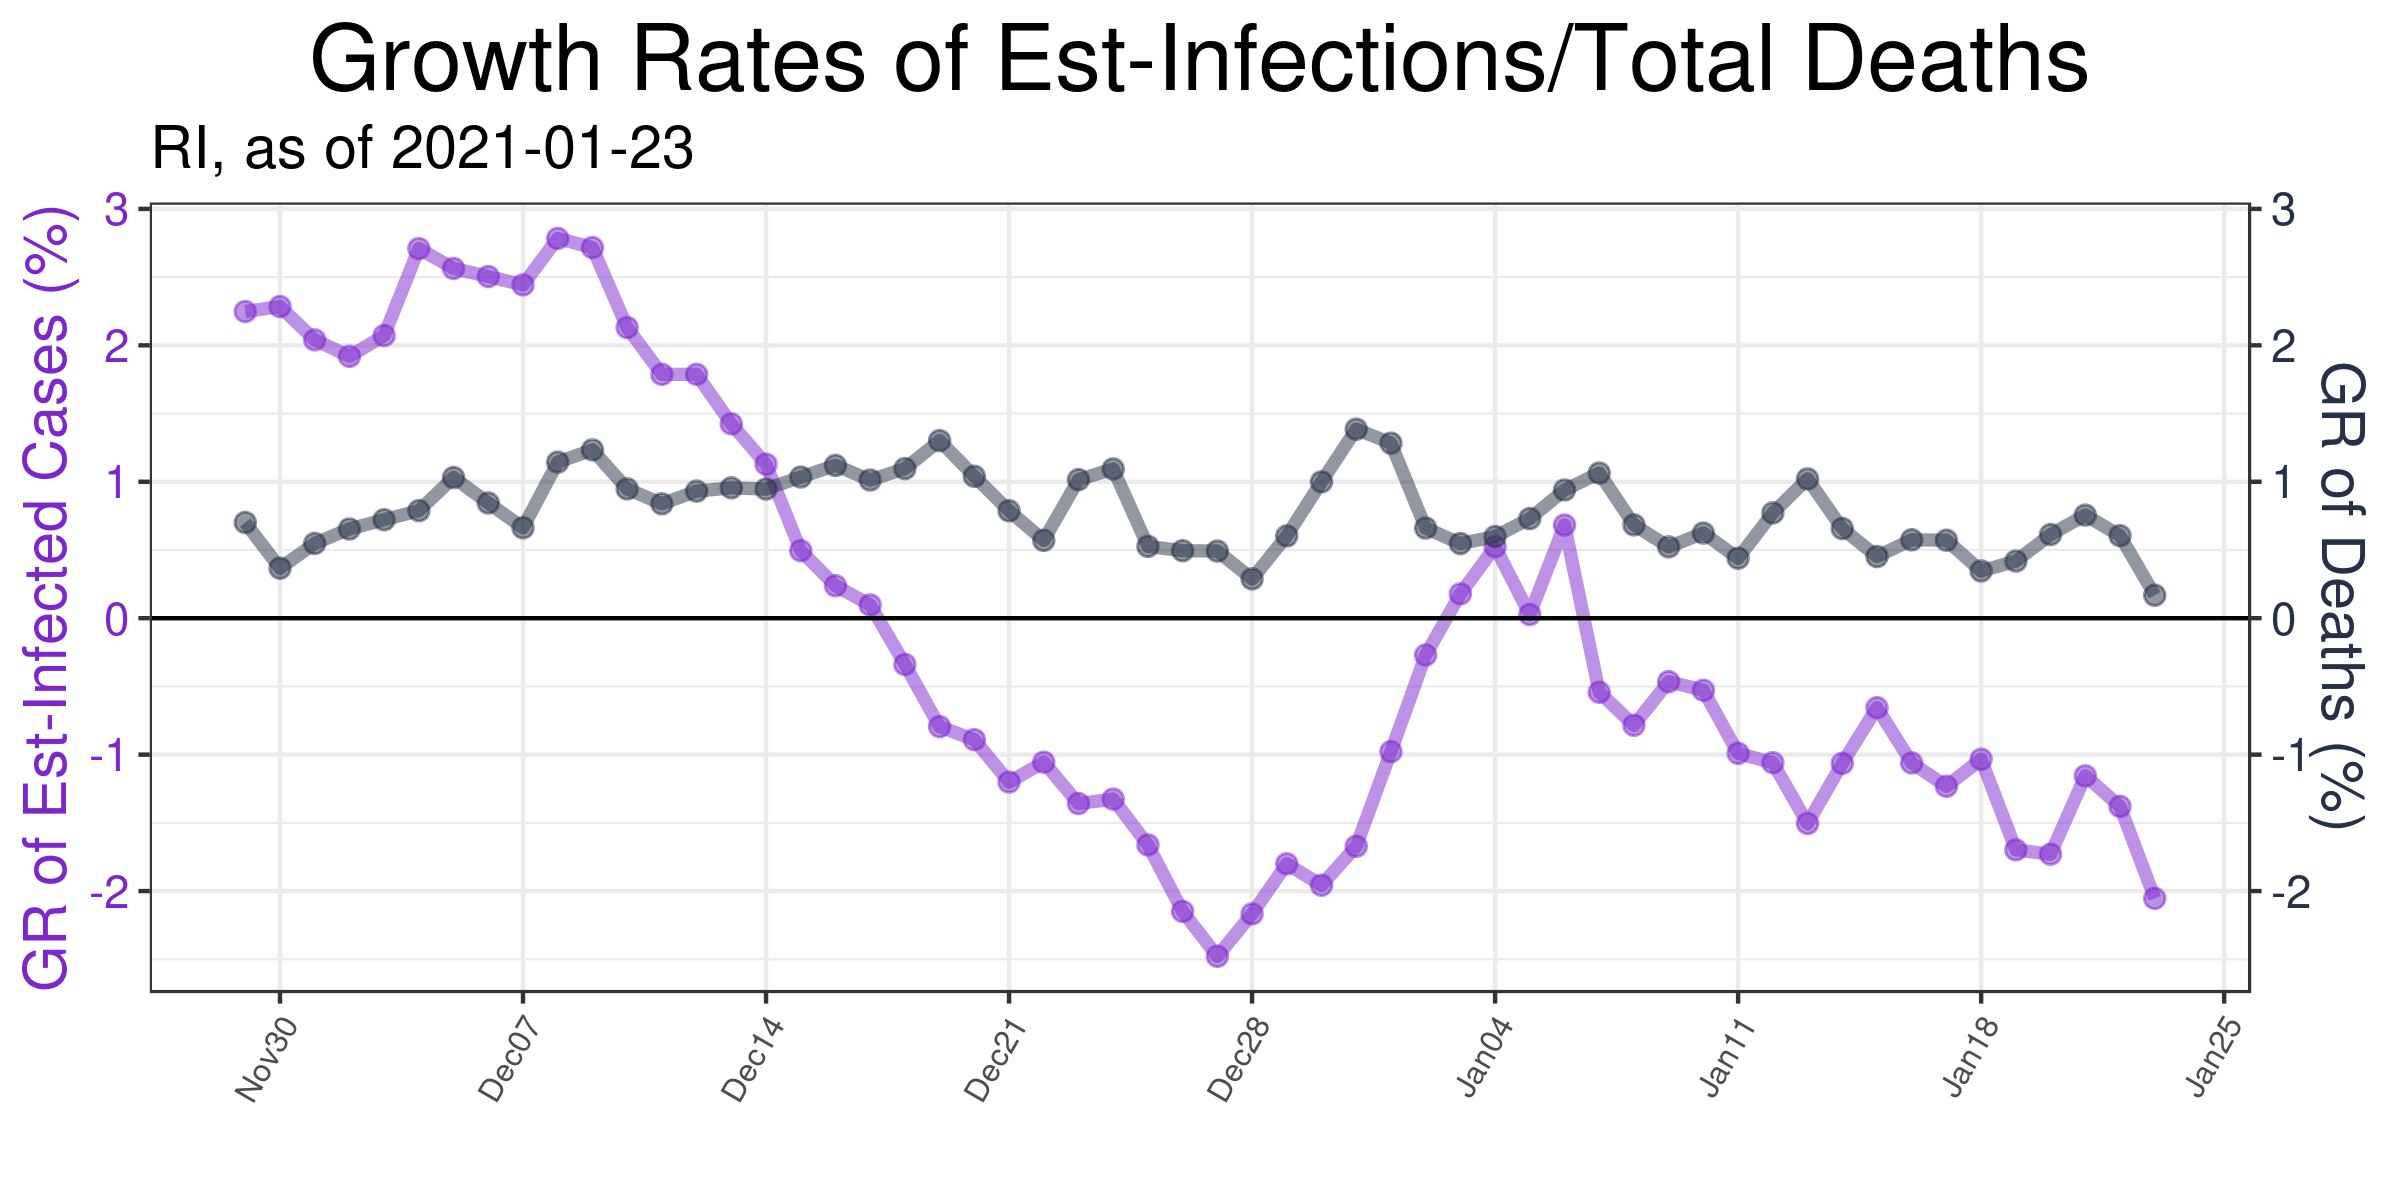 Growth Rates of Est-Infections/Total Deaths
RI, as of 2021-01-23
GR of Est-Infected Cases (%)
3
2
1
0
-1
-2
3
2
1
0
-1
-2
GR of Deaths (%)
Nov30
Dec07
Dec14
Dec21
Dec28
Jan04
Jan11
Jan18
Jan25